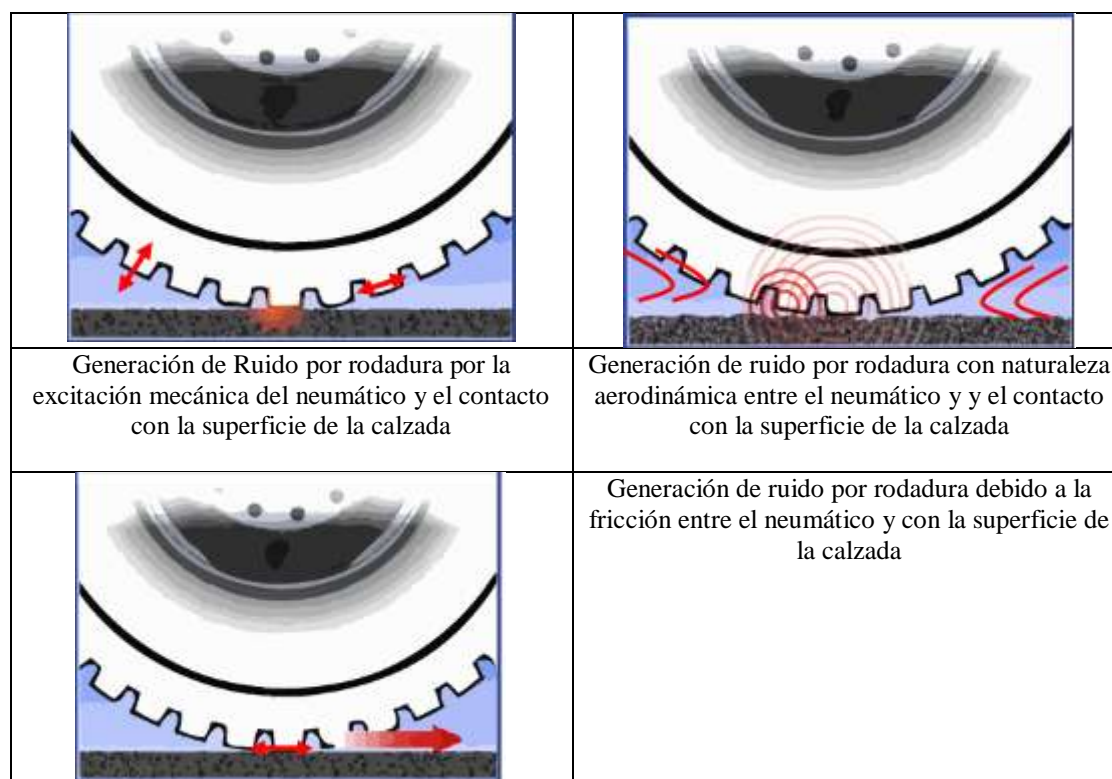 Generación de Ruido por rodadura por la
excitación mecánica del neumático y el contacto
con la superficie de la calzada
Generación de ruido por rodadura con naturaleza
aerodinámica entre el neumático y y el contacto
con la superficie de la calzada
Generación de ruido por rodadura debido a la
fricción entre el neumático y con la superficie de
la calzada